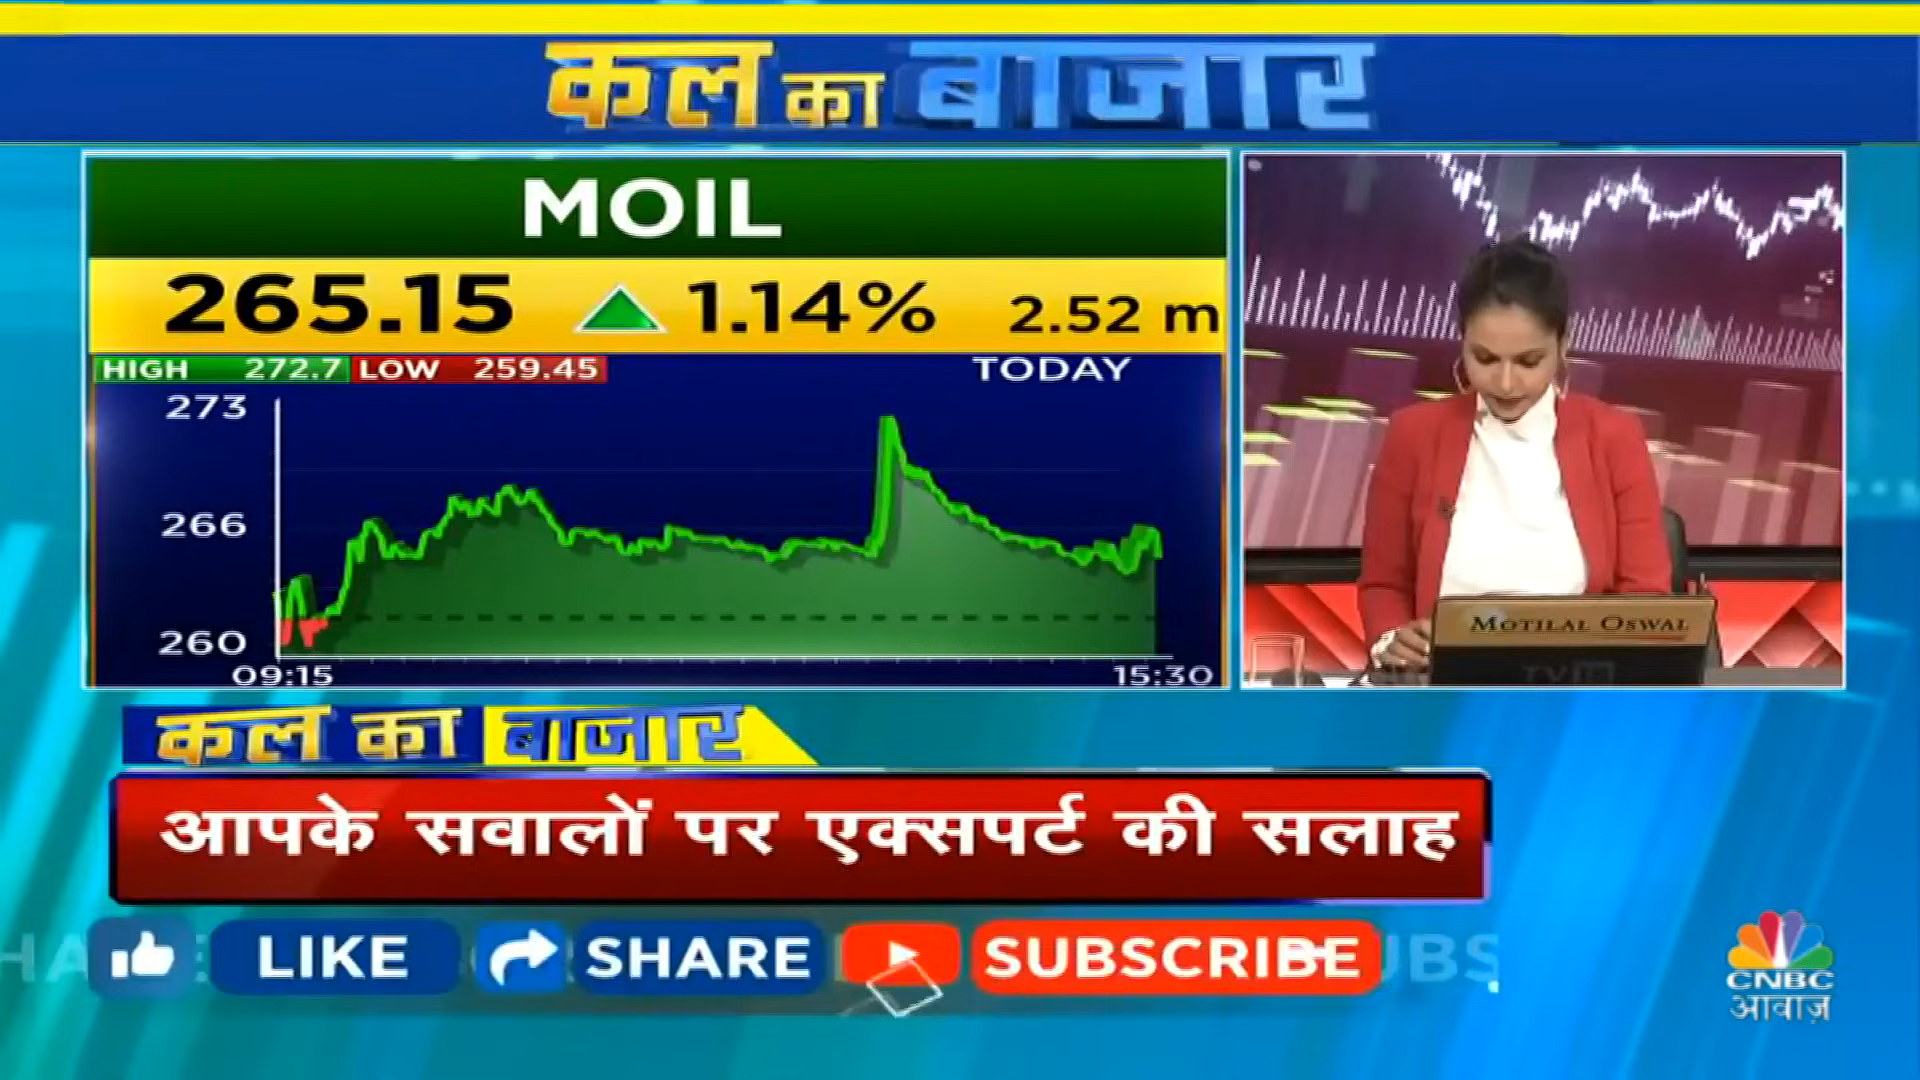 कल का बाजार
MOIL
265.15 1.14% 2.52 m
HIGH 272.7 LOW 259.45 TODAY
273
266
260
09:15 15:30
MOTILAL OSWAL
कल का बाजार
आपके सवालों पर एक्सपर्ट की सलाह
LIKE SHARE SUBSCRIBE
CNBC
आवाज़